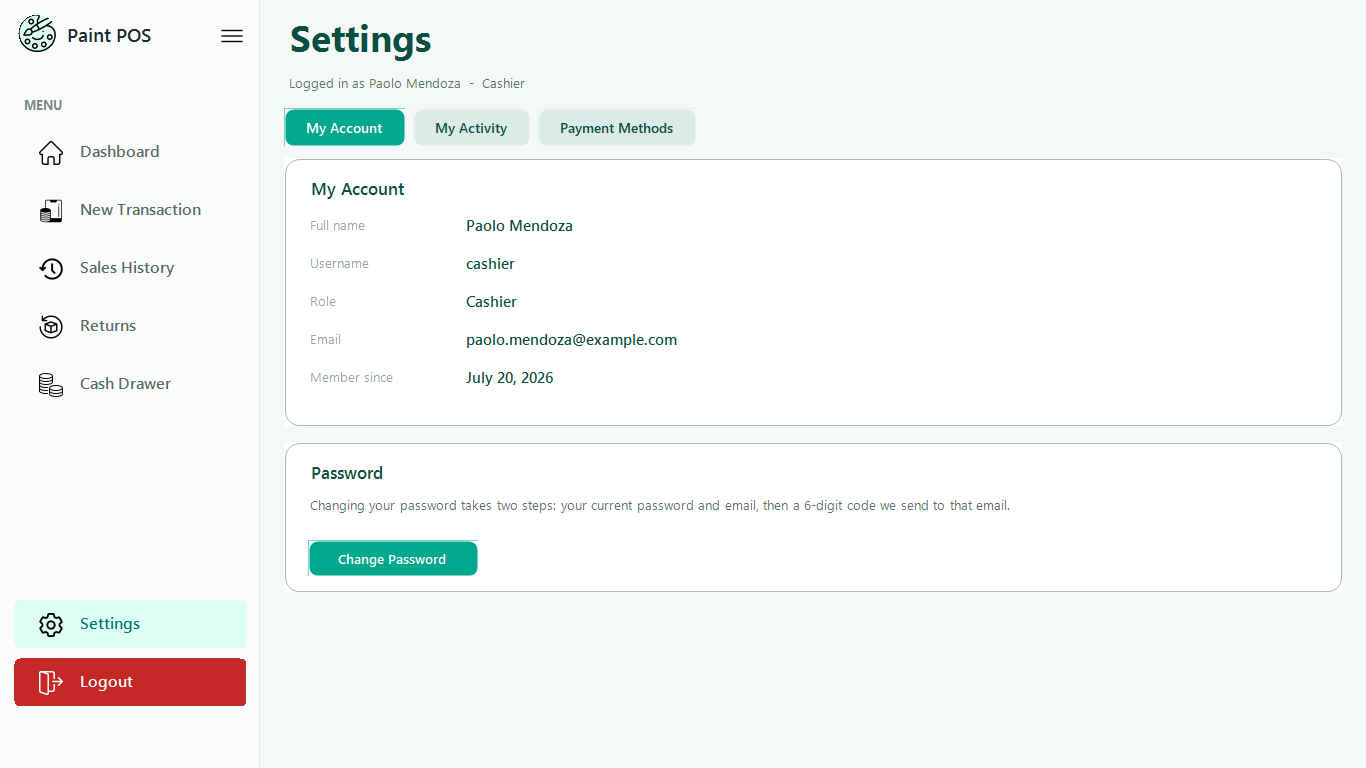 Paint POS
MENU
Dashboard
New Transaction
Sales History
Returns
Cash Drawer
Settings
Logout
Settings
Logged in as Paolo Mendoza - Cashier
My Account
My Activity
Payment Methods
My Account
Full name Paolo Mendoza
Username cashier
Role Cashier
Email paolo.mendoza@example.com
Member since July 20, 2026
Password
Changing your password takes two steps: your current password and email, then a 6-digit code we send to that email.
Change Password